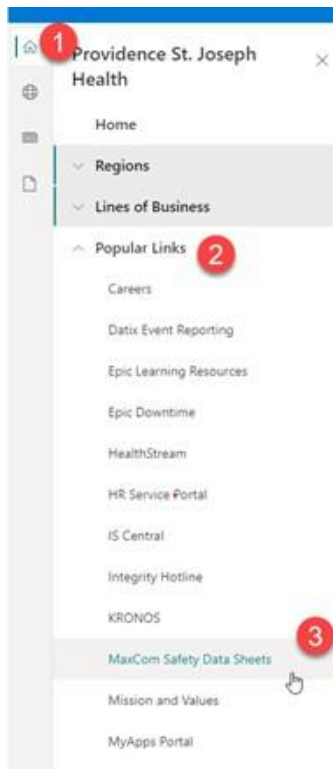 1
Providence St. Joseph
Health
Home
Regions
Lines of Business
Popular Links
2
Careers
Datix Event Reporting
Epic Learning Resources
Epic Downtime
HealthStream
HR Service Portal
IS Central
Integrity Hotline
KRONOS
3
MaxCom Safety Data Sheets
Mission and Values
MyApps Portal